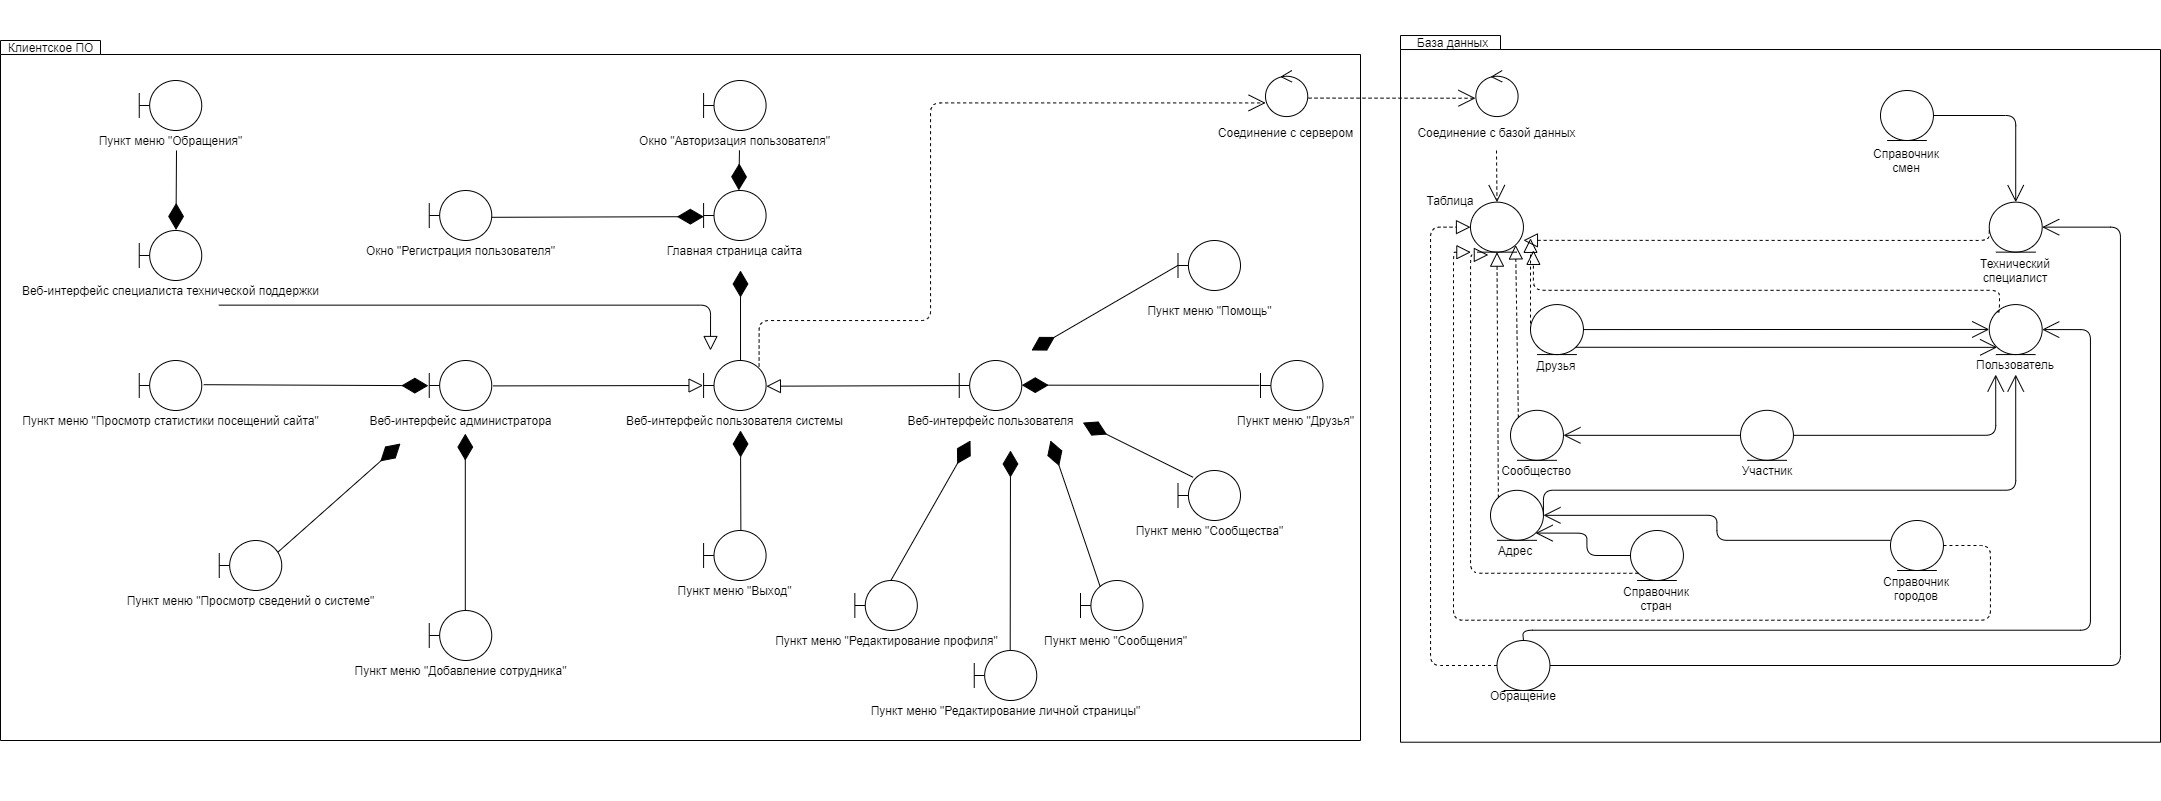 Клиентское ПО
База данных
Пункт меню "Обращения"
Окно "Авторизация пользователя"
Соединение с сервером
Соединение с базой данных
Справочник
смен
Таблица
Окно "Регистрация пользователя"
Главная страница сайта
Технический
специалист
Веб-интерфейс специалиста технической поддержки
Пункт меню "Помощь"
Друзья
Пользователь
Пункт меню "Просмотр статистики посещений сайта"
Веб-интерфейс администратора
Веб-интерфейс пользователя системы
Веб-интерфейс пользователя
Пункт меню "Друзья"
Сообщество
Участник
Пункт меню "Сообщества"
Адрес
Пункт меню "Выход"
Справочник
стран
Справочник
городов
Пункт меню "Просмотр сведений о системе"
Пункт меню "Редактирование профиля"
Пункт меню "Сообщения"
Пункт меню "Добавление сотрудника"
Обращение
Пункт меню "Редактирование личной страницы"